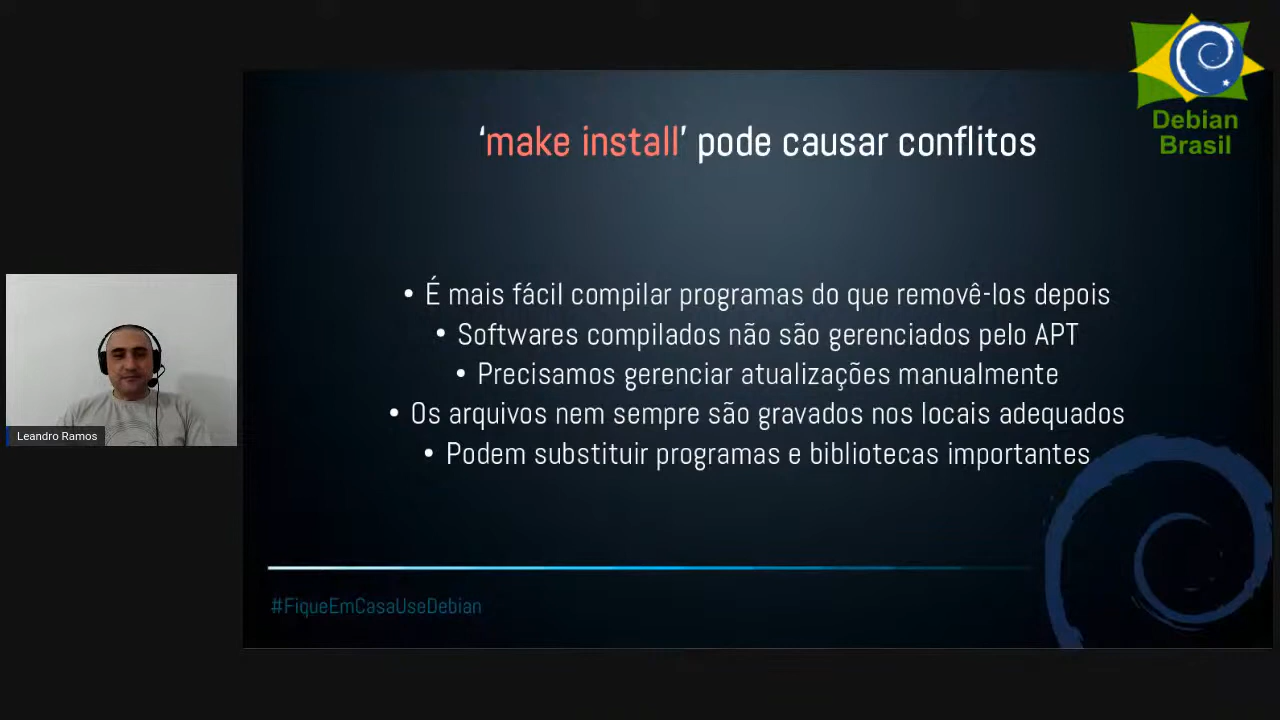 Debian
Brasil
‘make install’ pode causar conflitos
• É mais fácil compilar programas do que removê-los depois
• Softwares compilados não são gerenciados pelo APT
• Precisamos gerenciar atualizações manualmente
• Os arquivos nem sempre são gravados nos locais adequados
• Podem substituir programas e bibliotecas importantes
Leandro Ramos
#FiqueEmCasaUseDebian